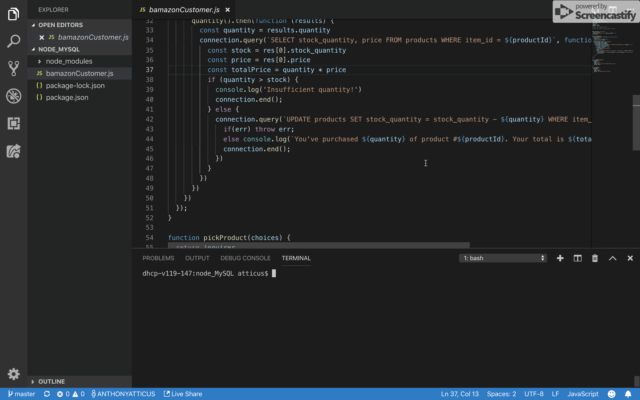 EXPLORER
OPEN EDITORS
bamazonCustomer.js
NODE_MYSQL
node_modules
bamazonCustomer.js
package-lock.json
package.json
OUTLINE
JS bamazonCustomer.js
powered by
Screencastify
32 quantity().then(function (results) {
33 const quantity = results.quantity
34 connection.query(`SELECT stock_quantity, price FROM products WHERE item_id = ${productId}`, functio
35 const stock = res[0].stock_quantity
36 const price = res[0].price
37 const totalPrice = quantity * price
38 if (quantity > stock) {
39 console.log('Insufficient quantity!')
40 connection.end();
41 } else {
42 connection.query(`UPDATE products SET stock_quantity = stock_quantity - ${quantity} WHERE item_
43 if(err) throw err;
44 else console.log(`You've purchased ${quantity} of product #${productId}. Your total is ${tota
45 connection.end();
46 })
47 }
48 })
49 })
50 })
51 });
52 }
53
54 function pickProduct(choices) {
55 return inquirer
PROBLEMS OUTPUT DEBUG CONSOLE TERMINAL 1: bash
dhcp-v119-147:node_MySQL atticus$
master 0 0 ANTHONYATTICUS Live Share Ln 37, Col 13 Spaces: 2 UTF-8 LF JavaScript